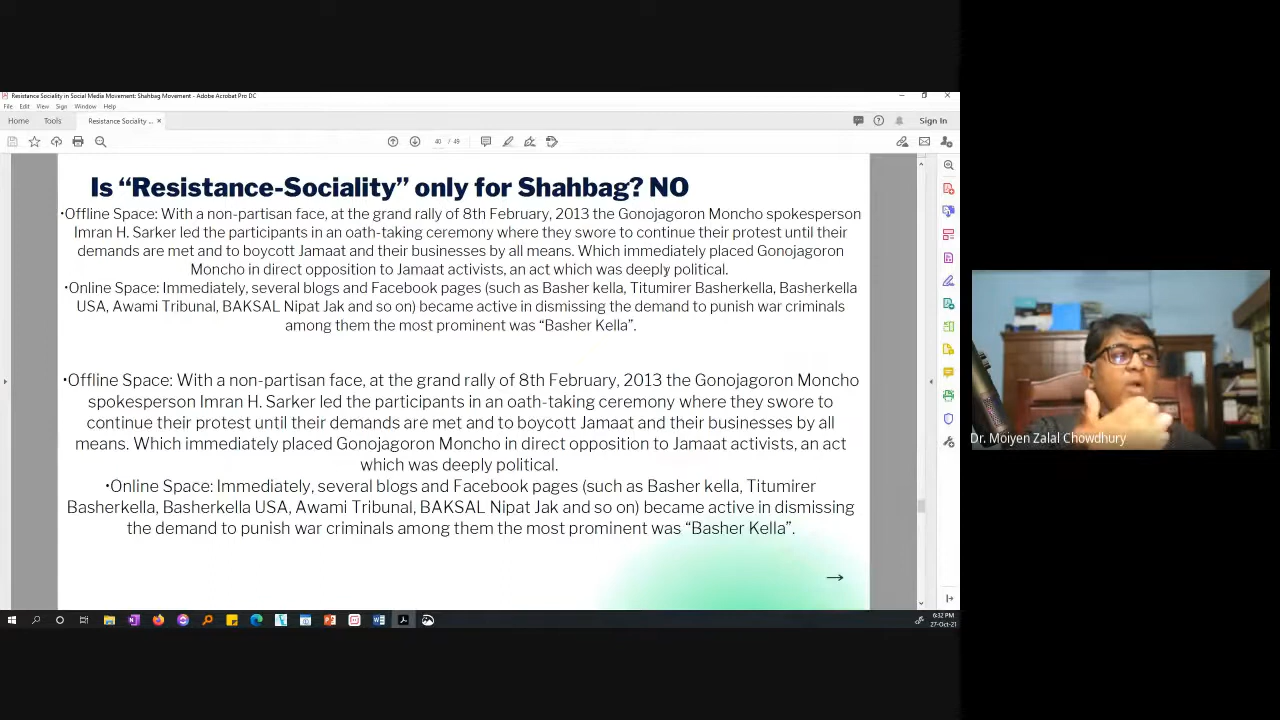 Resistance Sociality in Social Media Movement: Shahbag Movement - Adobe Acrobat Pro DC
File Edit View Sign Window Help
Home Tools Resistance Sociality ... × Sign In
40 / 49
Is “Resistance-Sociality” only for Shahbag? NO
•Offline Space: With a non-partisan face, at the grand rally of 8th February, 2013 the Gonojagoron Moncho spokesperson
Imran H. Sarker led the participants in an oath-taking ceremony where they swore to continue their protest until their
demands are met and to boycott Jamaat and their businesses by all means. Which immediately placed Gonojagoron
Moncho in direct opposition to Jamaat activists, an act which was deeply political.
•Online Space: Immediately, several blogs and Facebook pages (such as Basher kella, Titumirer Basherkella, Basherkella
USA, Awami Tribunal, BAKSAL Nipat Jak and so on) became active in dismissing the demand to punish war criminals
among them the most prominent was “Basher Kella”.
•Offline Space: With a non-partisan face, at the grand rally of 8th February, 2013 the Gonojagoron Moncho
spokesperson Imran H. Sarker led the participants in an oath-taking ceremony where they swore to
continue their protest until their demands are met and to boycott Jamaat and their businesses by all
means. Which immediately placed Gonojagoron Moncho in direct opposition to Jamaat activists, an act
which was deeply political.
•Online Space: Immediately, several blogs and Facebook pages (such as Basher kella, Titumirer
Basherkella, Basherkella USA, Awami Tribunal, BAKSAL Nipat Jak and so on) became active in dismissing
the demand to punish war criminals among them the most prominent was “Basher Kella”.
Dr. Moiyen Zalal Chowdhury
6:32 PM
27-Oct-21